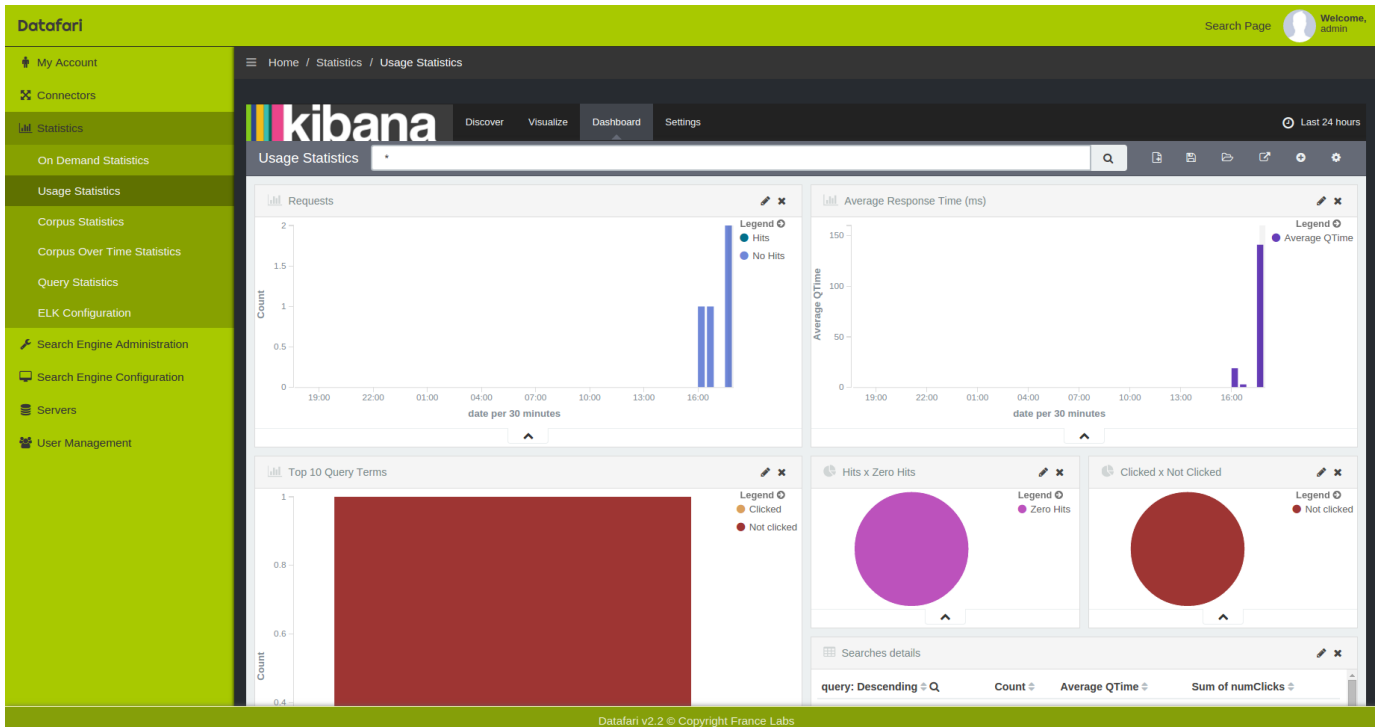 Datafari
Search Page
Welcome,
admin
My Account
Connectors
Statistics
On Demand Statistics
Usage Statistics
Corpus Statistics
Corpus Over Time Statistics
Query Statistics
ELK Configuration
Search Engine Administration
Search Engine Configuration
Servers
User Management
Home / Statistics / Usage Statistics
kibana
Discover Visualize Dashboard Settings
Last 24 hours
Usage Statistics *
Requests
Legend
Hits
No Hits
2
1.5
1
0.5
0
Count
19:00 22:00 01:00 04:00 07:00 10:00 13:00 16:00
date per 30 minutes
Average Response Time (ms)
Legend
Average QTime
150
100
50
0
Average QTime
19:00 22:00 01:00 04:00 07:00 10:00 13:00 16:00
date per 30 minutes
Top 10 Query Terms
Legend
Clicked
Not clicked
1
0.8
0.6
0.4
Count
Hits x Zero Hits
Legend
Zero Hits
Clicked x Not Clicked
Legend
Not clicked
Searches details
query: Descending Count Average QTime Sum of numClicks
Datafari v2.2 © Copyright France Labs